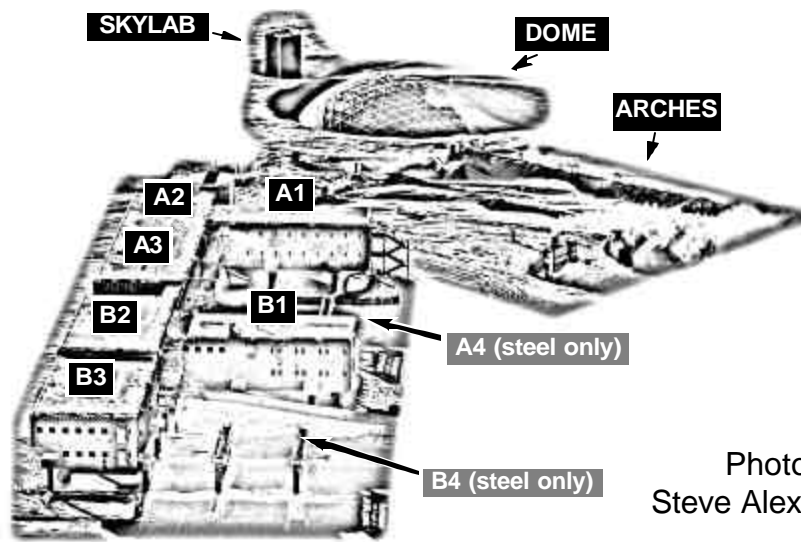 SKYLAB
DOME
ARCHES
A2
A1
A3
B2
B1
A4 (steel only)
B3
B4 (steel only)
Photo
Steve Alex